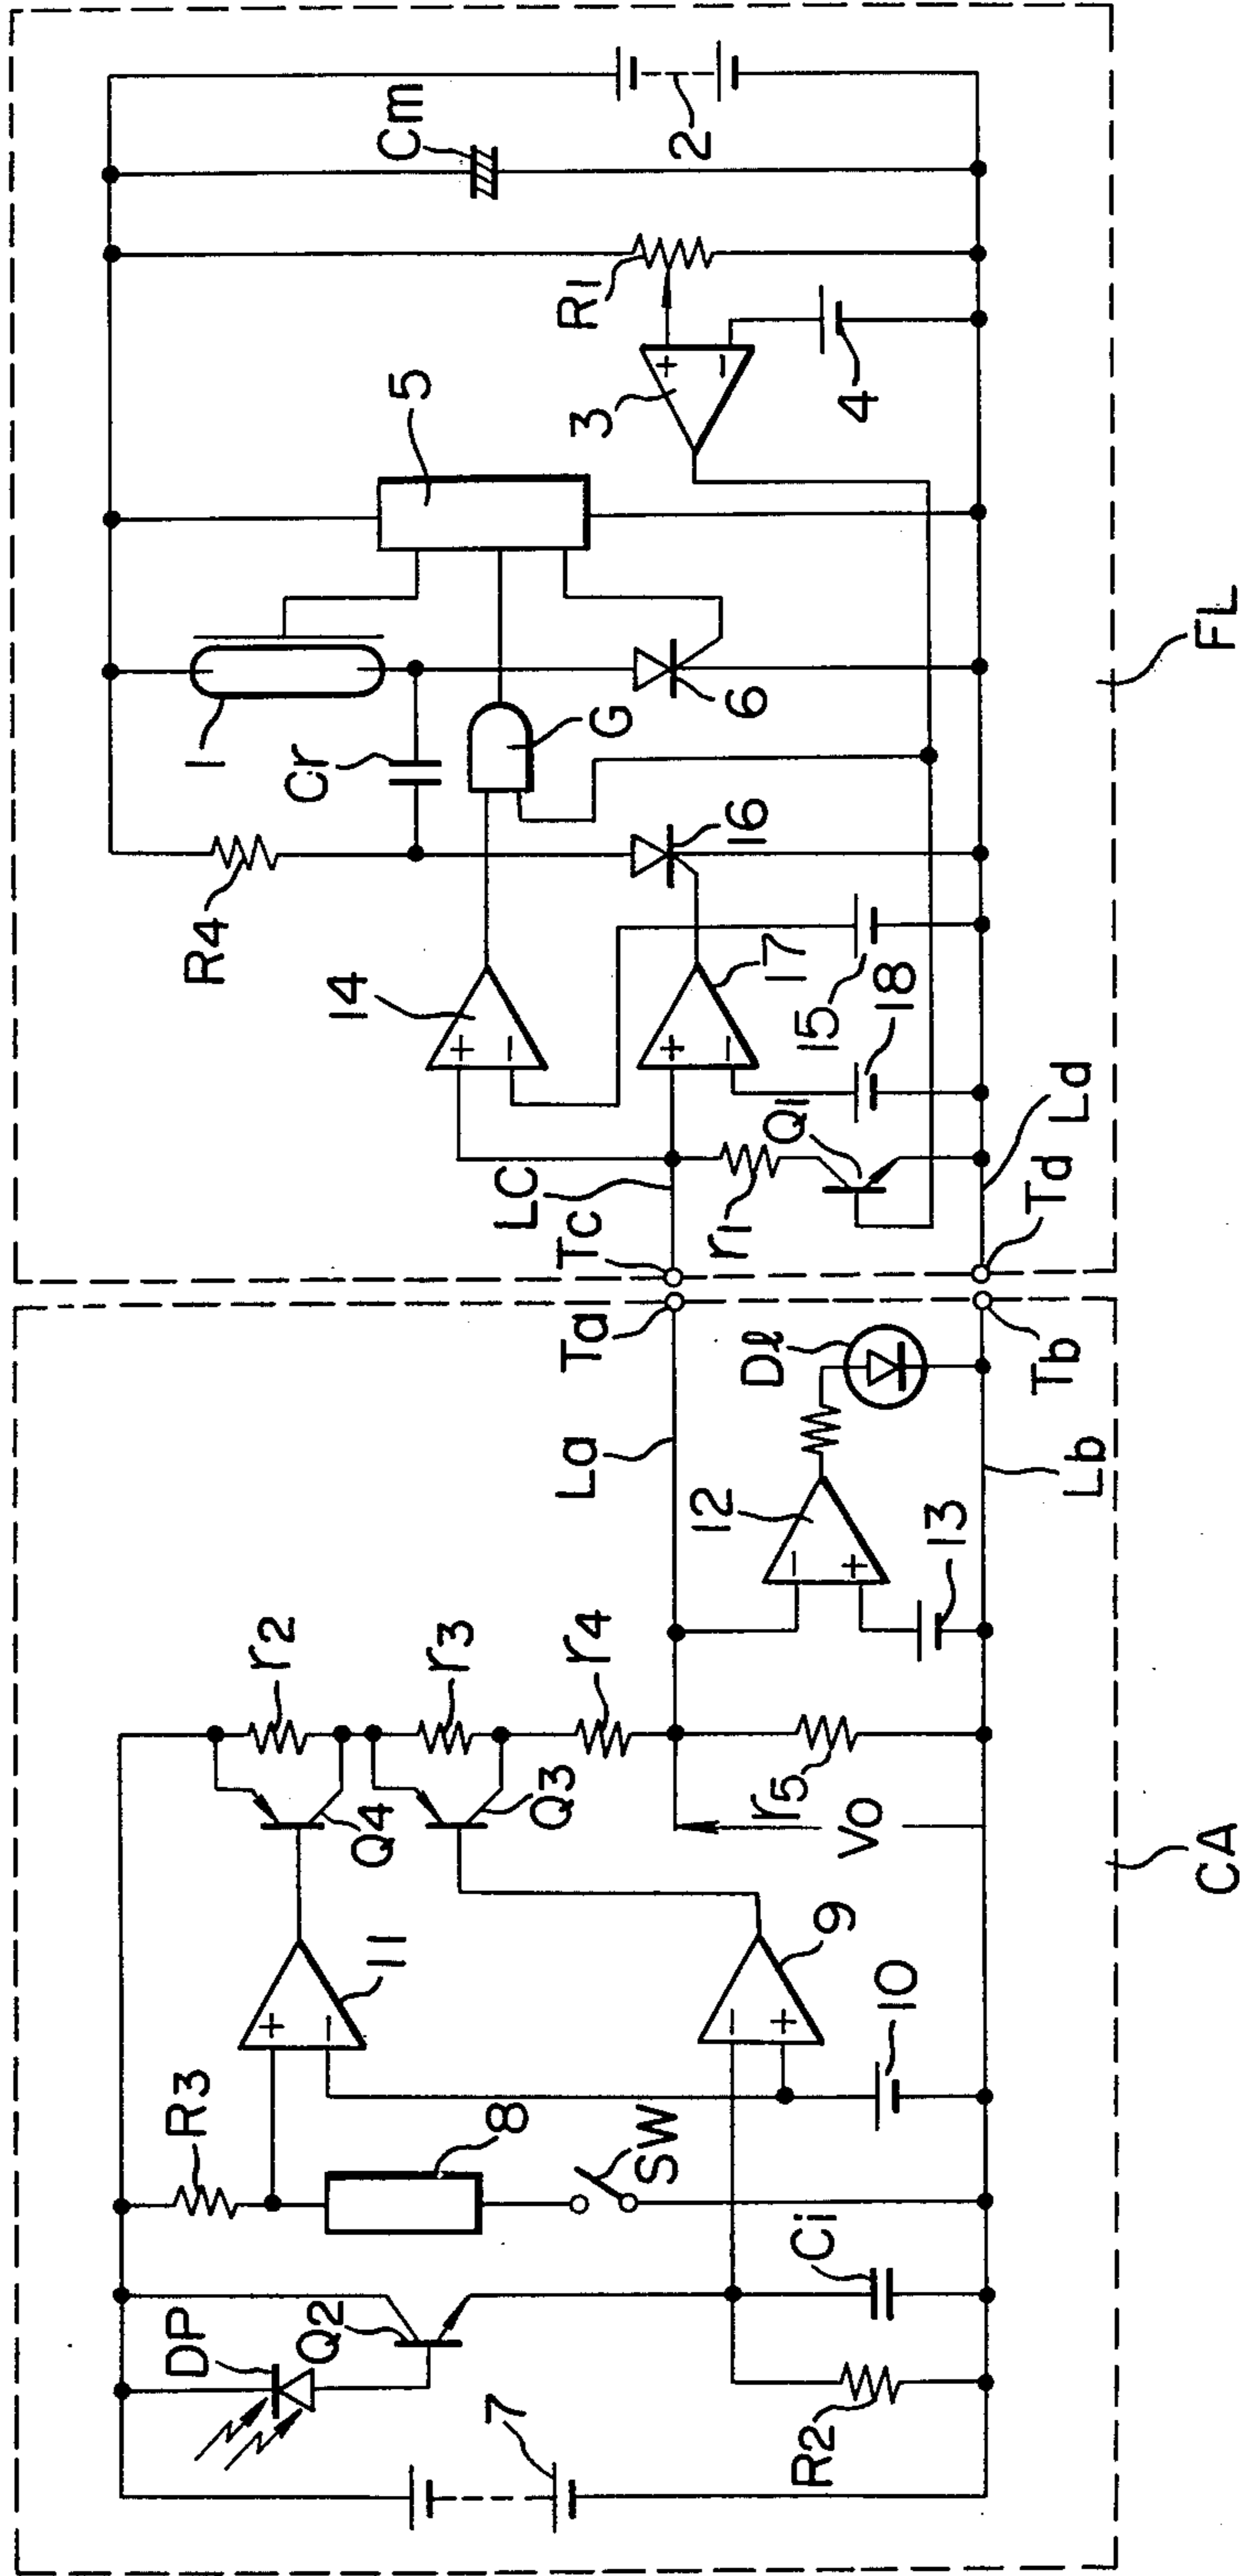 CA
7
DP
Q2
R2
Ci
R3
8
SW
10
11
+
−
9
−
+
Q4
Q3
r2
r3
r4
r5
Vo
12
−
+
13
Dℓ
La
Lb
Ta
Tb
FL
Tc
Td
LC
Ld
r1
Q1
14
+
−
17
+
−
15
18
16
R4
Cr
1
G
6
5
3
+
−
4
R1
Cm
2